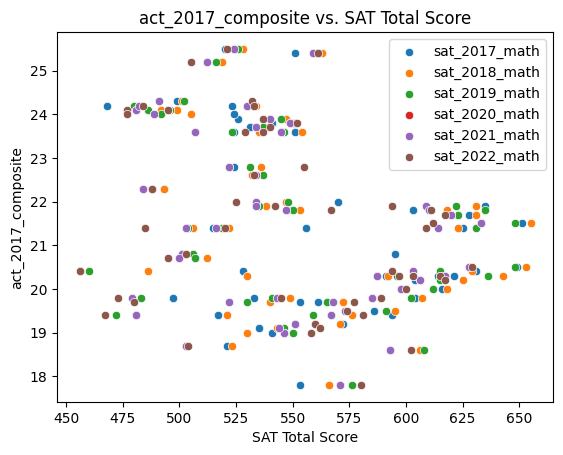 act_2017_composite vs. SAT Total Score
sat_2017_math
sat_2018_math
sat_2019_math
sat_2020_math
sat_2021_math
sat_2022_math
25
24
23
22
21
20
19
18
act_2017_composite
450 475 500 525 550 575 600 625 650
SAT Total Score